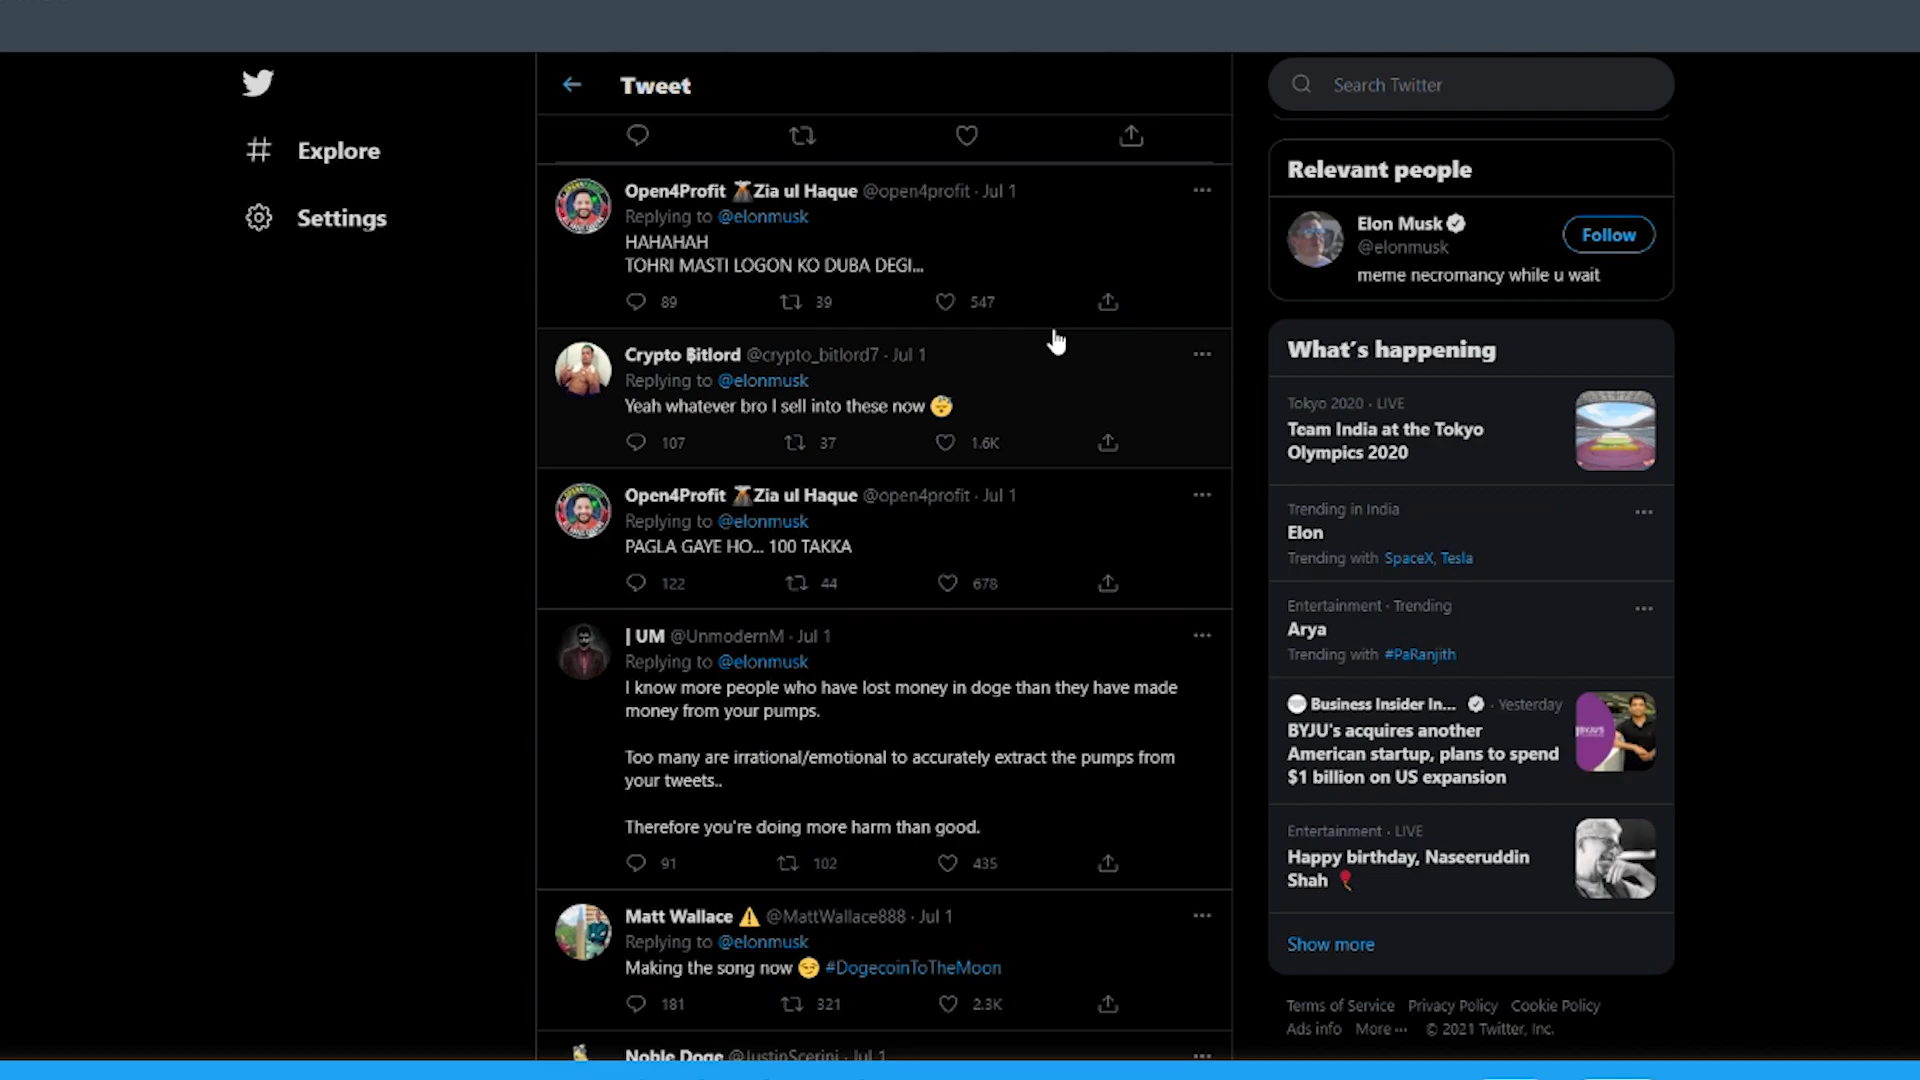 Tweet
Search Twitter
Explore
Settings
Open4Profit Zia ul Haque @open4profit · Jul 1
Replying to @elonmusk
HAHAHAH
TOHRI MASTI LOGON KO DUBA DEGI...
89 39 547
Crypto ฿itlord @crypto_bitlord7 · Jul 1
Replying to @elonmusk
Yeah whatever bro I sell into these now 😴
107 37 1.6K
Open4Profit Zia ul Haque @open4profit · Jul 1
Replying to @elonmusk
PAGLA GAYE HO... 100 TAKKA
122 44 678
| UM @UnmodernM · Jul 1
Replying to @elonmusk
I know more people who have lost money in doge than they have made
money from your pumps.
Too many are irrational/emotional to accurately extract the pumps from
your tweets..
Therefore you're doing more harm than good.
91 102 435
Matt Wallace ⚠️ @MattWallace888 · Jul 1
Replying to @elonmusk
Making the song now 😏 #DogecoinToTheMoon
181 321 2.3K
Noble Doge @JustinScerini · Jul 1
Relevant people
Elon Musk
@elonmusk
Follow
meme necromancy while u wait
What's happening
Tokyo 2020 · LIVE
Team India at the Tokyo
Olympics 2020
Trending in India
Elon
Trending with SpaceX, Tesla
Entertainment · Trending
Arya
Trending with #PaRanjith
Business Insider In... · Yesterday
BYJU's acquires another
American startup, plans to spend
$1 billion on US expansion
Entertainment · LIVE
Happy birthday, Naseeruddin
Shah 🎈
Show more
Terms of Service Privacy Policy Cookie Policy
Ads info More ··· © 2021 Twitter, Inc.